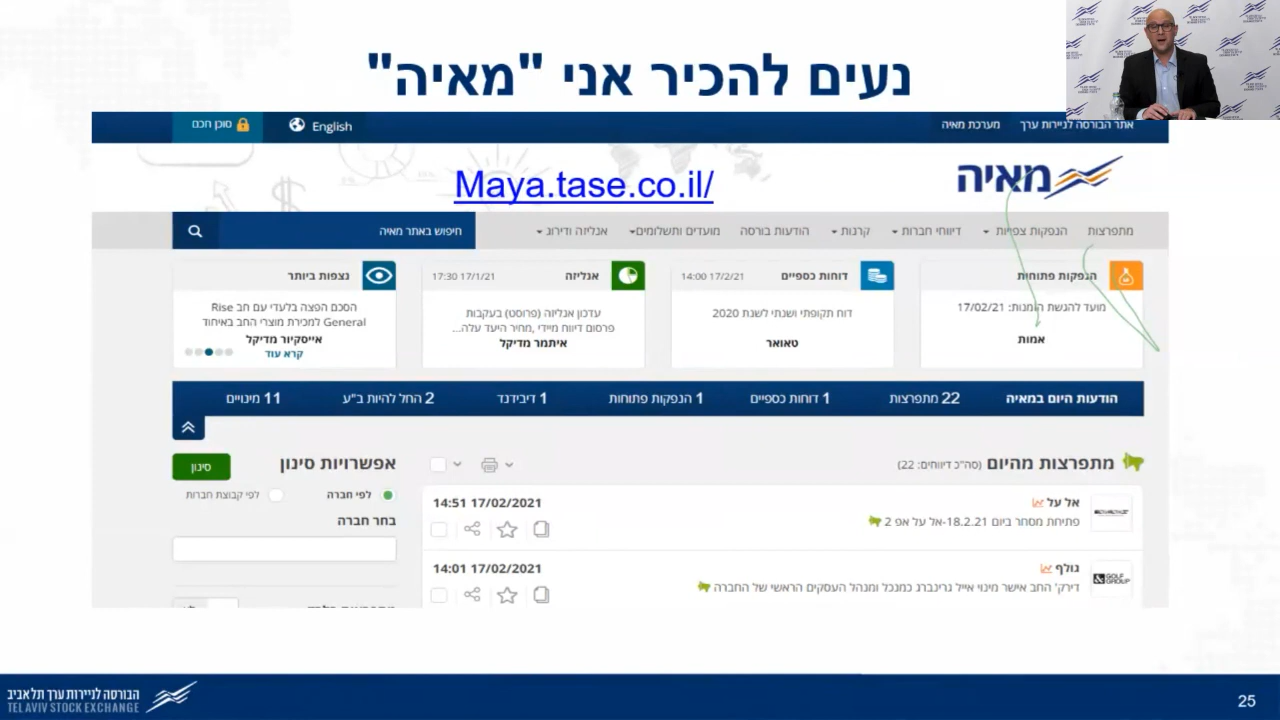 נעים להכיר אני "מאיה"
אתר הבורסה לניירות ערך
מערכת מאיה
English
סוכן חכם
מאיה
Maya.tase.co.il/
מתפרצות
הנפקות צפויות
דיווחי חברות
קרנות
הודעות בורסה
מועדים ותשלומים
אנליזה ודירוג
חיפוש באתר מאיה
הנפקות פתוחות
מועד להגשת הזמנות: 17/02/21
אמות
דוחות כספיים
17/2/21 14:00
דוח תקופתי ושנתי לשנת 2020
טאואר
אנליזה
17/1/21 17:30
עדכון אנליזה (פרוסט) בעקבות
פרסום דיווח מיידי ,מחיר היעד עלה...
איתמר מדיקל
נצפות ביותר
הסכם הפצה בלעדי עם חב Rise
General למכירת מוצרי החב באיחוד
אייסקיור מדיקל
קרא עוד
הודעות היום במאיה
22 מתפרצות
1 דוחות כספיים
1 הנפקות פתוחות
1 דיבידנד
2 החל להיות ב"ע
11 מינויים
מתפרצות מהיום (סה"כ דיווחים: 22)
אל על
17/02/2021 14:51
פתיחת מסחר ביום 18.2.21-אל על אפ 2
גולף
17/02/2021 14:01
GOLF
GROUP
דירק' החב אישר מינוי אייל גרינברג כמנכל ומנהל העסקים הראשי של החברה
אפשרויות סינון
סינון
לפי חברה
לפי קבוצת חברות
בחר חברה
הבורסה לניירות ערך תל אביב
TEL AVIV STOCK EXCHANGE
25